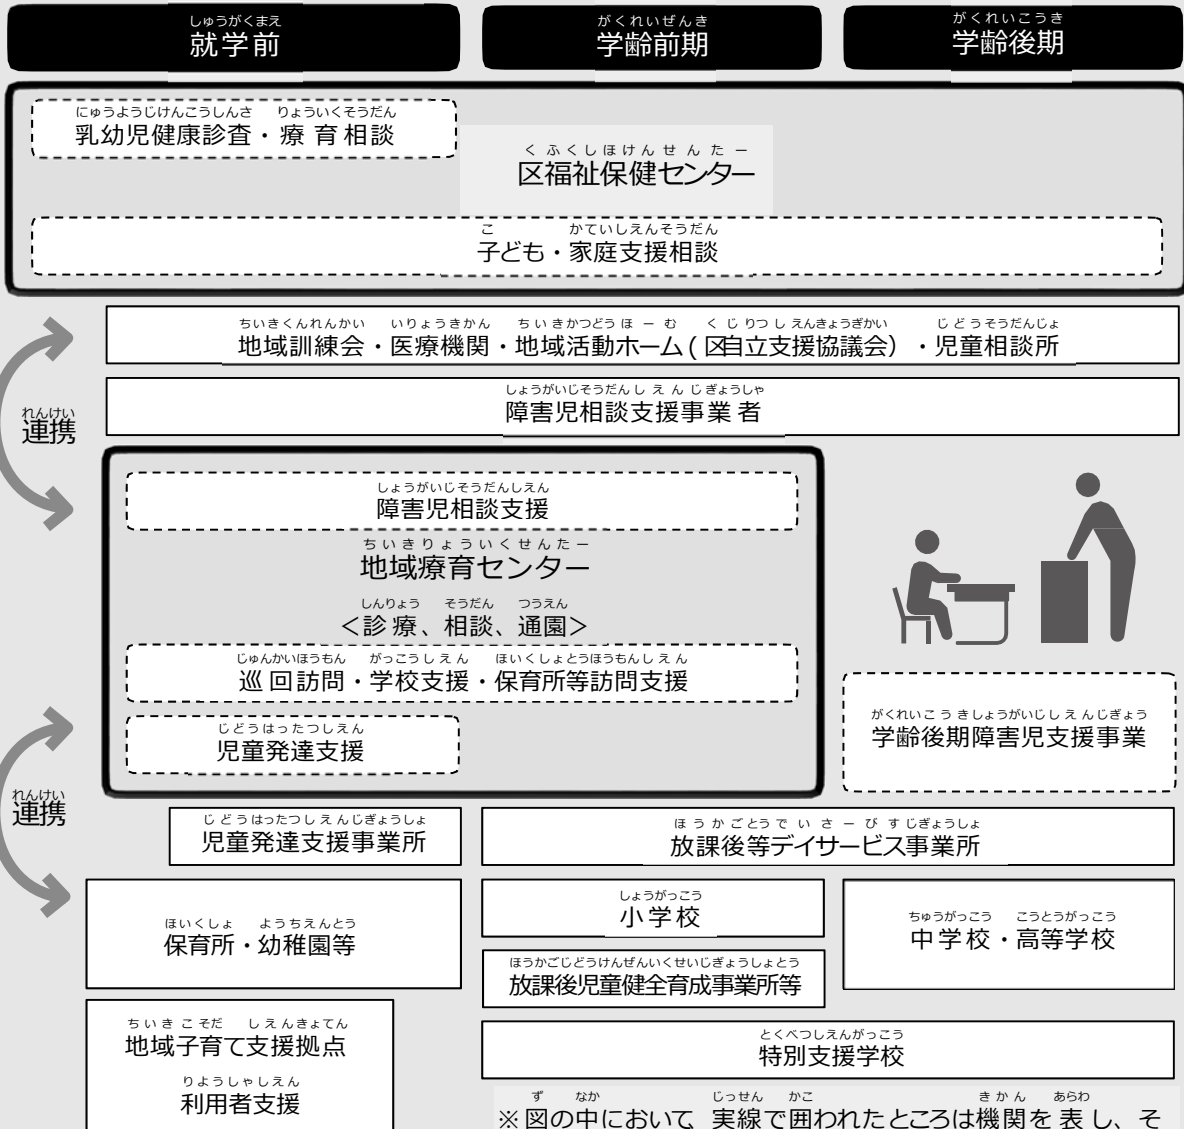 しゅうがくまえ
就学前
がくれいぜんき
学齢前期
がくれいこうき
学齢後期
にゅうようじけんこうしんさ りょういくそうだん
乳幼児健康診査・療育相談
くふくしほけんせんたー
区福祉保健センター
こ かていしえんそうだん
子ども・家庭支援相談
ちいきくんれんかい いりょうきかん ちいきかつどうほーむ くじりつしえんきょうぎかい じどうそうだんじょ
地域訓練会・医療機関・地域活動ホーム(区自立支援協議会)・児童相談所
しょうがいじそうだんしえんじぎょうしゃ
障害児相談支援事業者
れんけい
連携
しょうがいじそうだんしえん
障害児相談支援
ちいきりょういくせんたー
地域療育センター
しんりょう そうだん つうえん
＜診療、相談、通園＞
じゅんかいほうもん がっこうしえん ほいくしょとうほうもんしえん
巡回訪問・学校支援・保育所等訪問支援
じどうはったつしえん
児童発達支援
がくれいこうきしょうがいじしえんじぎょう
学齢後期障害児支援事業
れんけい
連携
じどうはったつしえんじぎょうしょ
児童発達支援事業所
ほうかごとうでいさーびすじぎょうしょ
放課後等デイサービス事業所
ほいくしょ ようちえんとう
保育所・幼稚園等
しょうがっこう
小学校
ちゅうがっこう こうとうがっこう
中学校・高等学校
ほうかごじどうけんぜんいくせいじぎょうしょとう
放課後児童健全育成事業所等
ちいきこそだ しえんきょてん
地域子育て支援拠点
りようしゃしえん
利用者支援
とくべつしえんがっこう
特別支援学校
ず なか じっせん かこ きかん あらわ
※図の中において、実線で囲われたところは機関を表し、そ